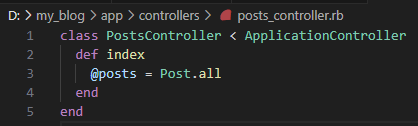 D: > my_blog > app > controllers > posts_controller.rb
1 class PostsController < ApplicationController
2   def index
3     @posts = Post.all
4   end
5 end